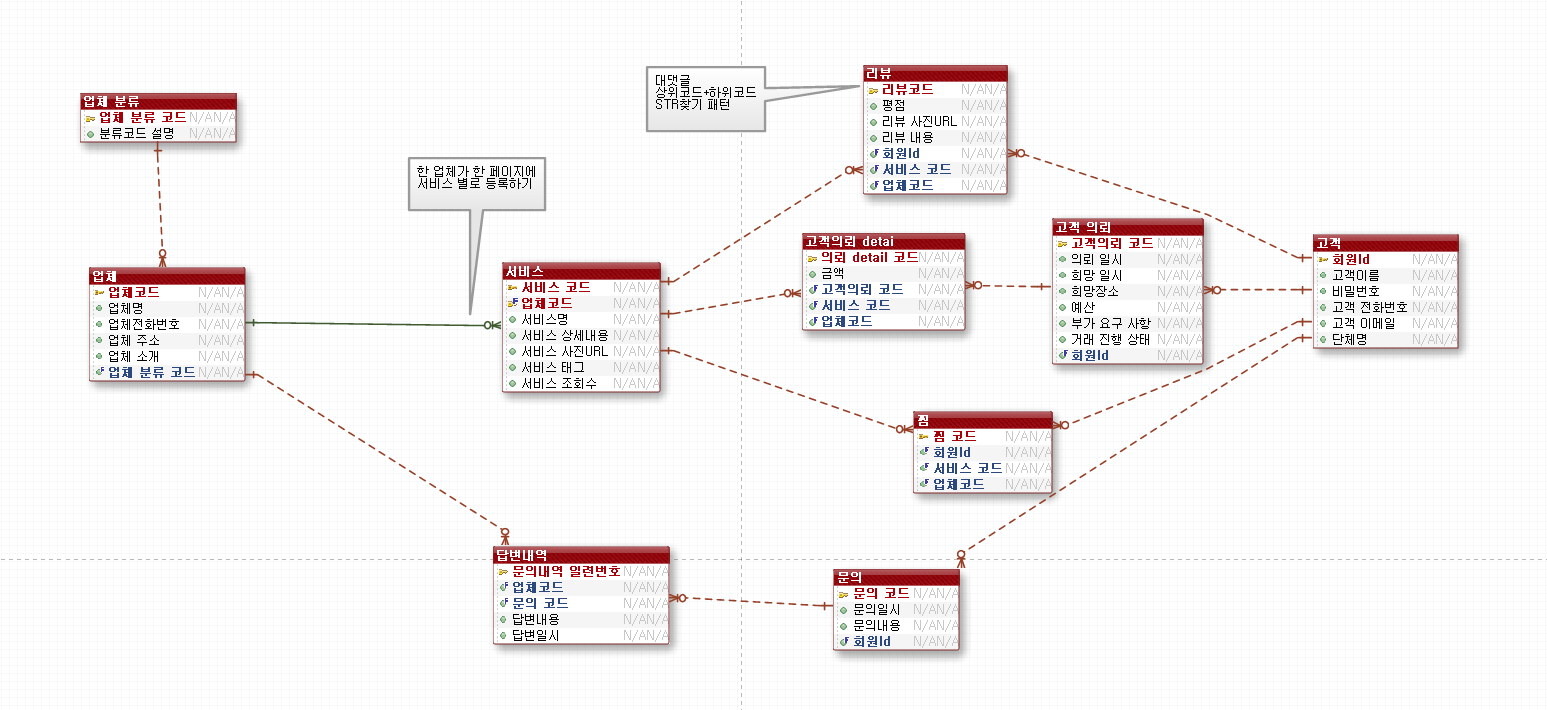 업체 분류
업체 분류 코드 N/AN/A
분류코드 설명 N/AN/A
한 업체가 한 페이지에
서비스 별로 등록하기
대댓글
상위코드+하위코드
STR찾기 패턴
리뷰
리뷰코드 N/AN/A
평점 N/AN/A
리뷰 사진URL N/AN/A
리뷰 내용 N/AN/A
회원Id N/AN/A
서비스 코드 N/AN/A
업체코드 N/AN/A
업체
업체코드 N/AN/A
업체명 N/AN/A
업체전화번호 N/AN/A
업체 주소 N/AN/A
업체 소개 N/AN/A
업체 분류 코드 N/AN/A
서비스
서비스 코드 N/AN/A
업체코드 N/AN/A
서비스명 N/AN/A
서비스 상세내용 N/AN/A
서비스 사진URL N/AN/A
서비스 태그 N/AN/A
서비스 조회수 N/AN/A
고객의뢰 detai
의뢰 detail 코드 N/AN/A
금액 N/AN/A
고객의뢰 코드 N/AN/A
서비스 코드 N/AN/A
업체코드 N/AN/A
고객 의뢰
고객의뢰 코드 N/AN/A
의뢰 일시 N/AN/A
희망 일시 N/AN/A
희망장소 N/AN/A
예산 N/AN/A
부가 요구 사항 N/AN/A
거래 진행 상태 N/AN/A
회원Id N/AN/A
고객
회원Id N/AN/A
고객이름 N/AN/A
비밀번호 N/AN/A
고객 전화번호 N/AN/A
고객 이메일 N/AN/A
단체명 N/AN/A
찜
찜 코드 N/AN/A
회원Id N/AN/A
서비스 코드 N/AN/A
업체코드 N/AN/A
답변내역
문의내역 일련번호 N/AN/A
업체코드 N/AN/A
문의 코드 N/AN/A
답변내용 N/AN/A
답변일시 N/AN/A
문의
문의 코드 N/AN/A
문의일시 N/AN/A
문의내용 N/AN/A
회원Id N/AN/A